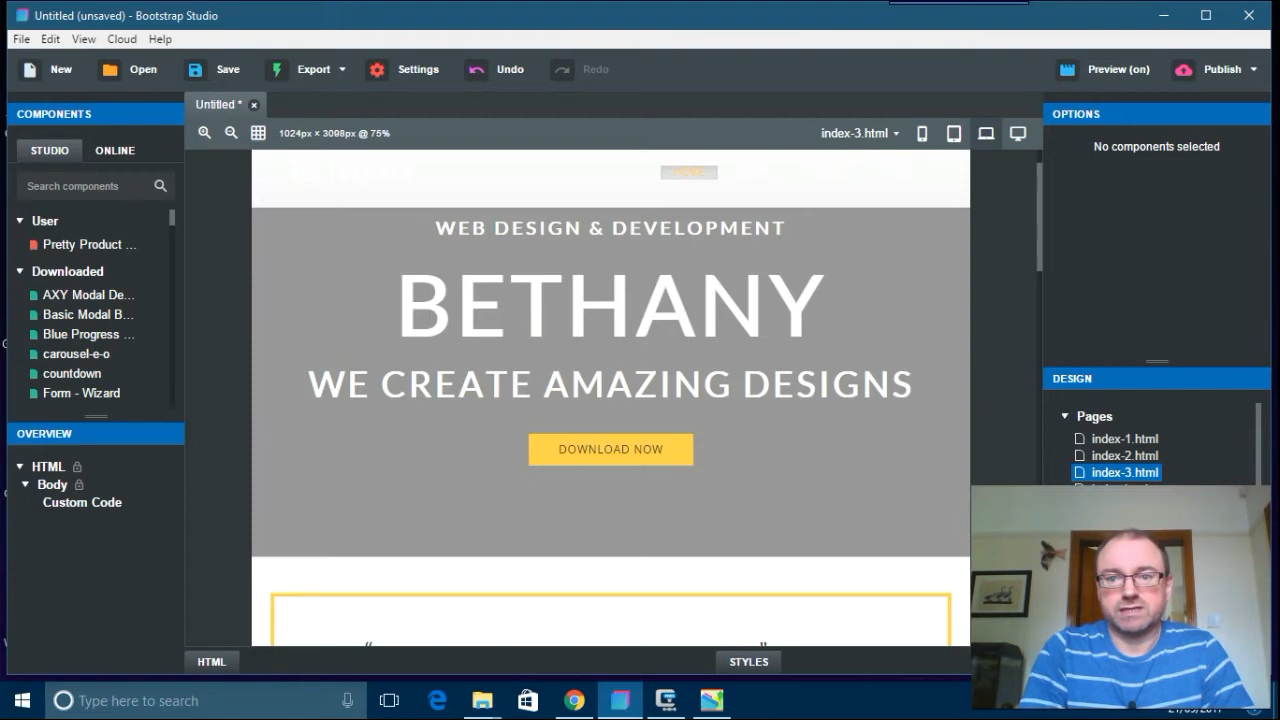 Untitled (unsaved) - Bootstrap Studio
File Edit View Cloud Help
New Open Save Export Settings Undo Redo Preview (on) Publish
COMPONENTS
Untitled *
OPTIONS
STUDIO ONLINE
1024px × 3098px @ 75%
index-3.html
No components selected
Search components
HOME
User
Pretty Product ...
Downloaded
AXY Modal De...
Basic Modal B...
Blue Progress ...
carousel-e-o
countdown
Form - Wizard
WEB DESIGN & DEVELOPMENT
BETHANY
WE CREATE AMAZING DESIGNS
DOWNLOAD NOW
“ ”
DESIGN
Pages
index-1.html
index-2.html
index-3.html
OVERVIEW
HTML
Body
Custom Code
HTML
STYLES
Type here to search